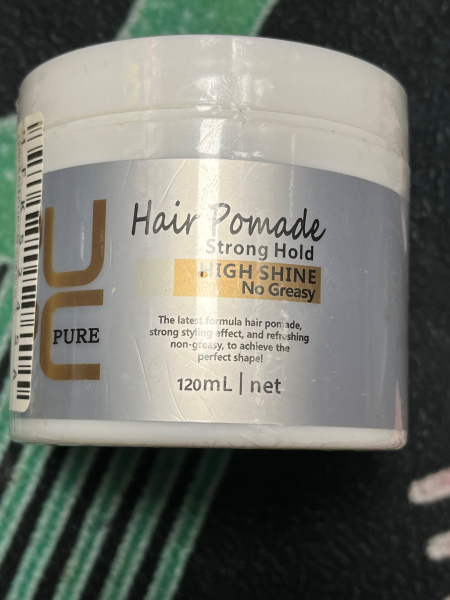 Hair Pomade
Strong Hold
HIGH SHINE
No Greasy
UC
PURE
The latest formula hair pomade,
strong styling effect, and refreshing
non-greasy, to achieve the
perfect shape!
120mL | net